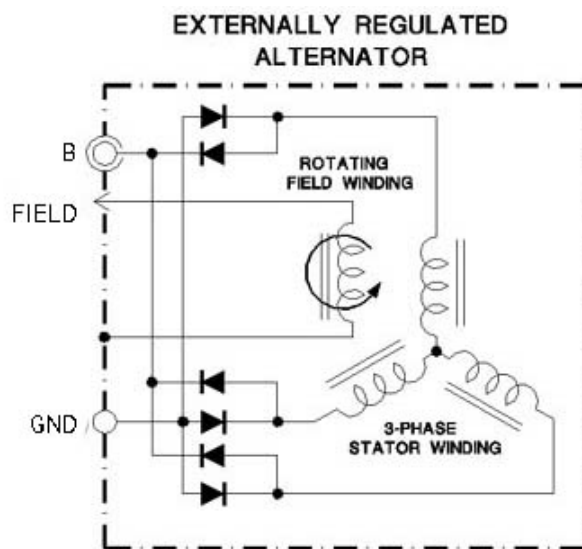 EXTERNALLY REGULATED
ALTERNATOR
B
ROTATING
FIELD WINDING
FIELD
GND
3-PHASE
STATOR WINDING